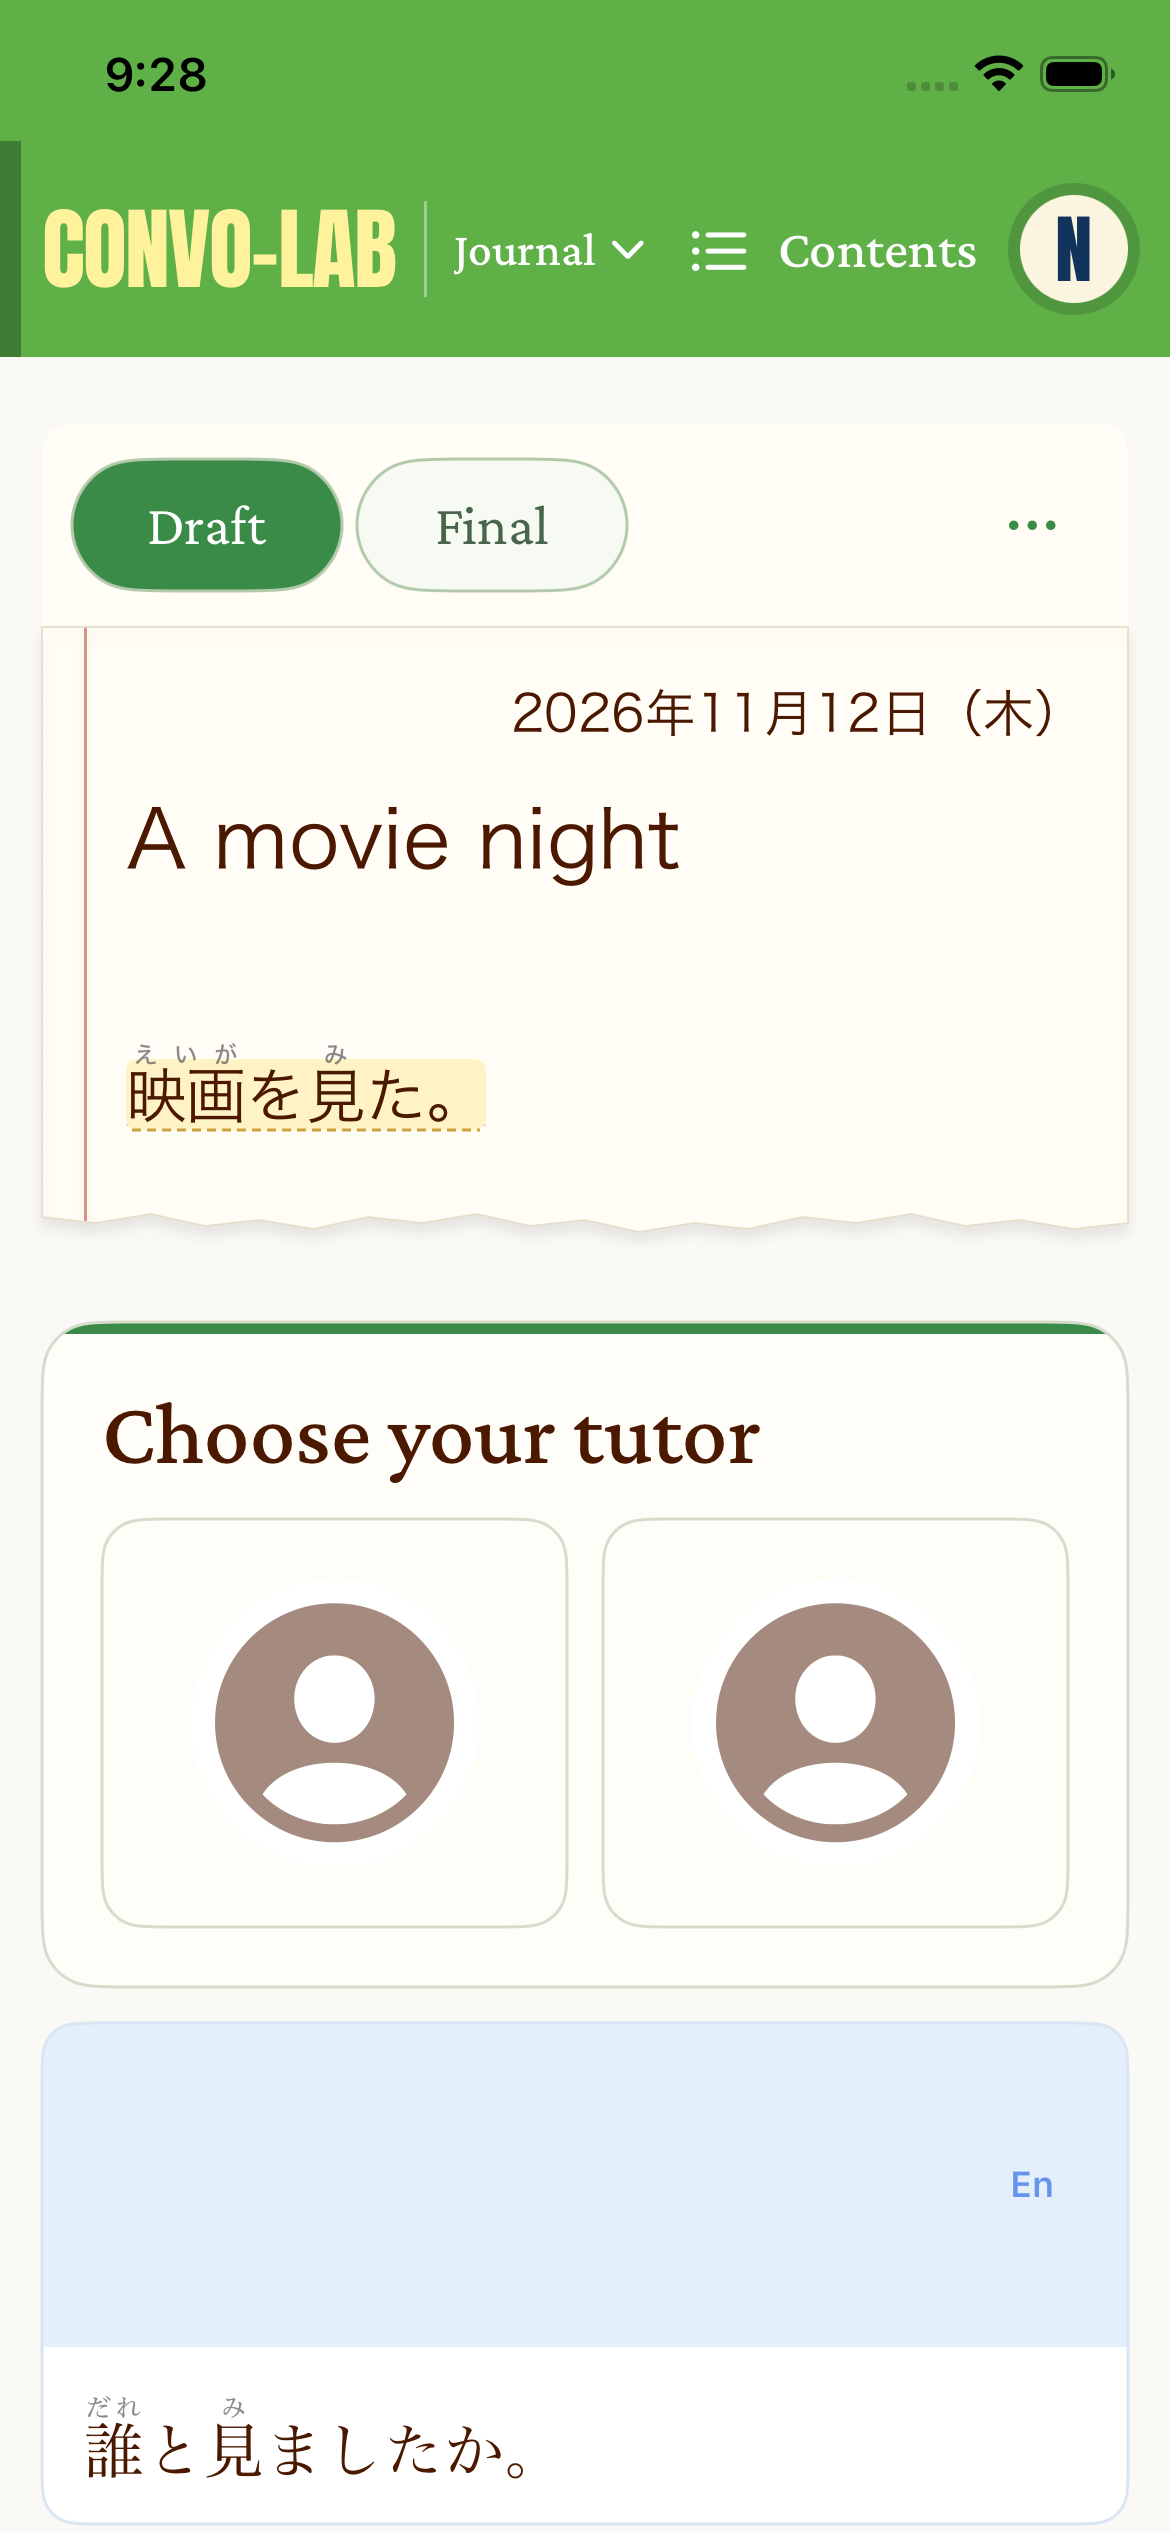 9:28
CONVO-LAB
Journal
Contents
N
Draft
Final
2026年11月12日（木）
A movie night
えいが み
映画を見た。
Choose your tutor
En
だれ み
誰と見ましたか。